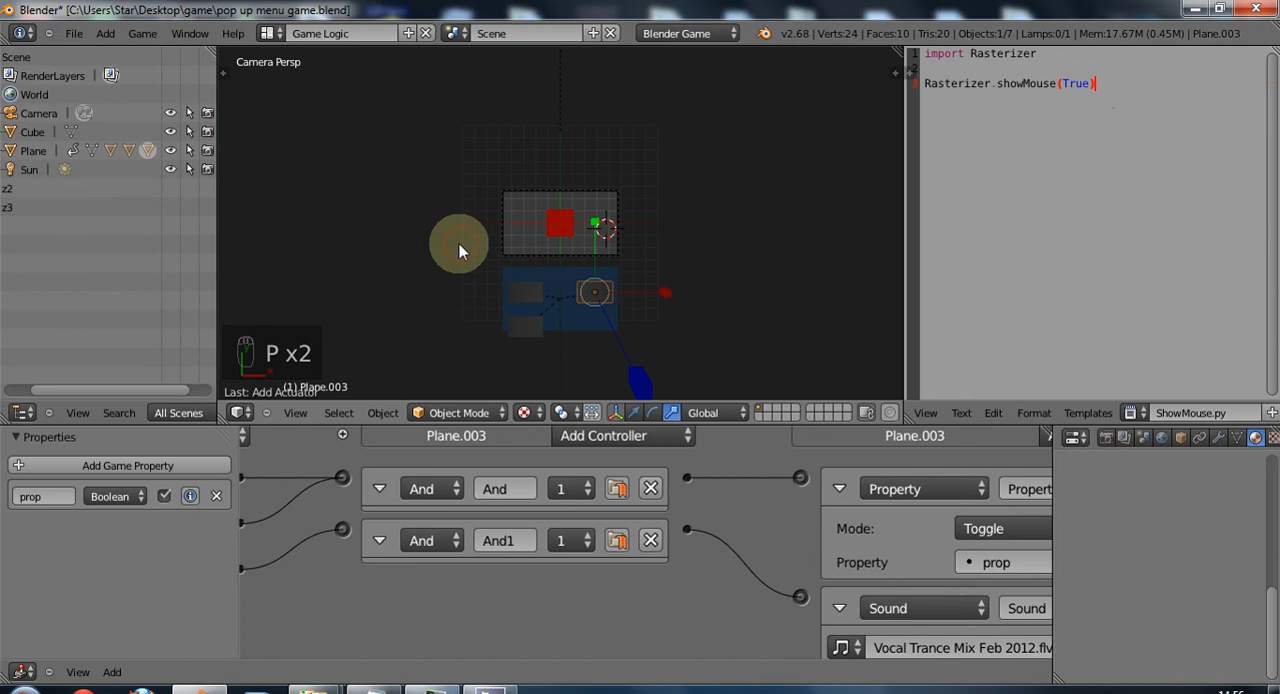 Blender* [C:\Users\Star\Desktop\game\pop up menu game.blend]
File Add Game Window Help Game Logic Scene Blender Game v2.68 | Verts:24 | Faces:10 | Tris:20 | Objects:1/7 | Lamps:0/1 | Mem:17.67M (0.45M) | Plane.003
Scene
RenderLayers |
World
Camera |
Cube |
Plane |
Sun |
z2
z3
Camera Persp
P x2
(1) Plane.003
Last: Add Actuator
1 import Rasterizer
2
3 Rasterizer.showMouse(True)
View Search All Scenes
View Select Object Object Mode Global
View Text Edit Format Templates ShowMouse.py
Properties
Add Game Property
prop Boolean
Plane.003 Add Controller Plane.003
And And 1
And And1 1
Property Propert
Mode: Toggle
Property prop
Sound Sound
Vocal Trance Mix Feb 2012.flv
View Add